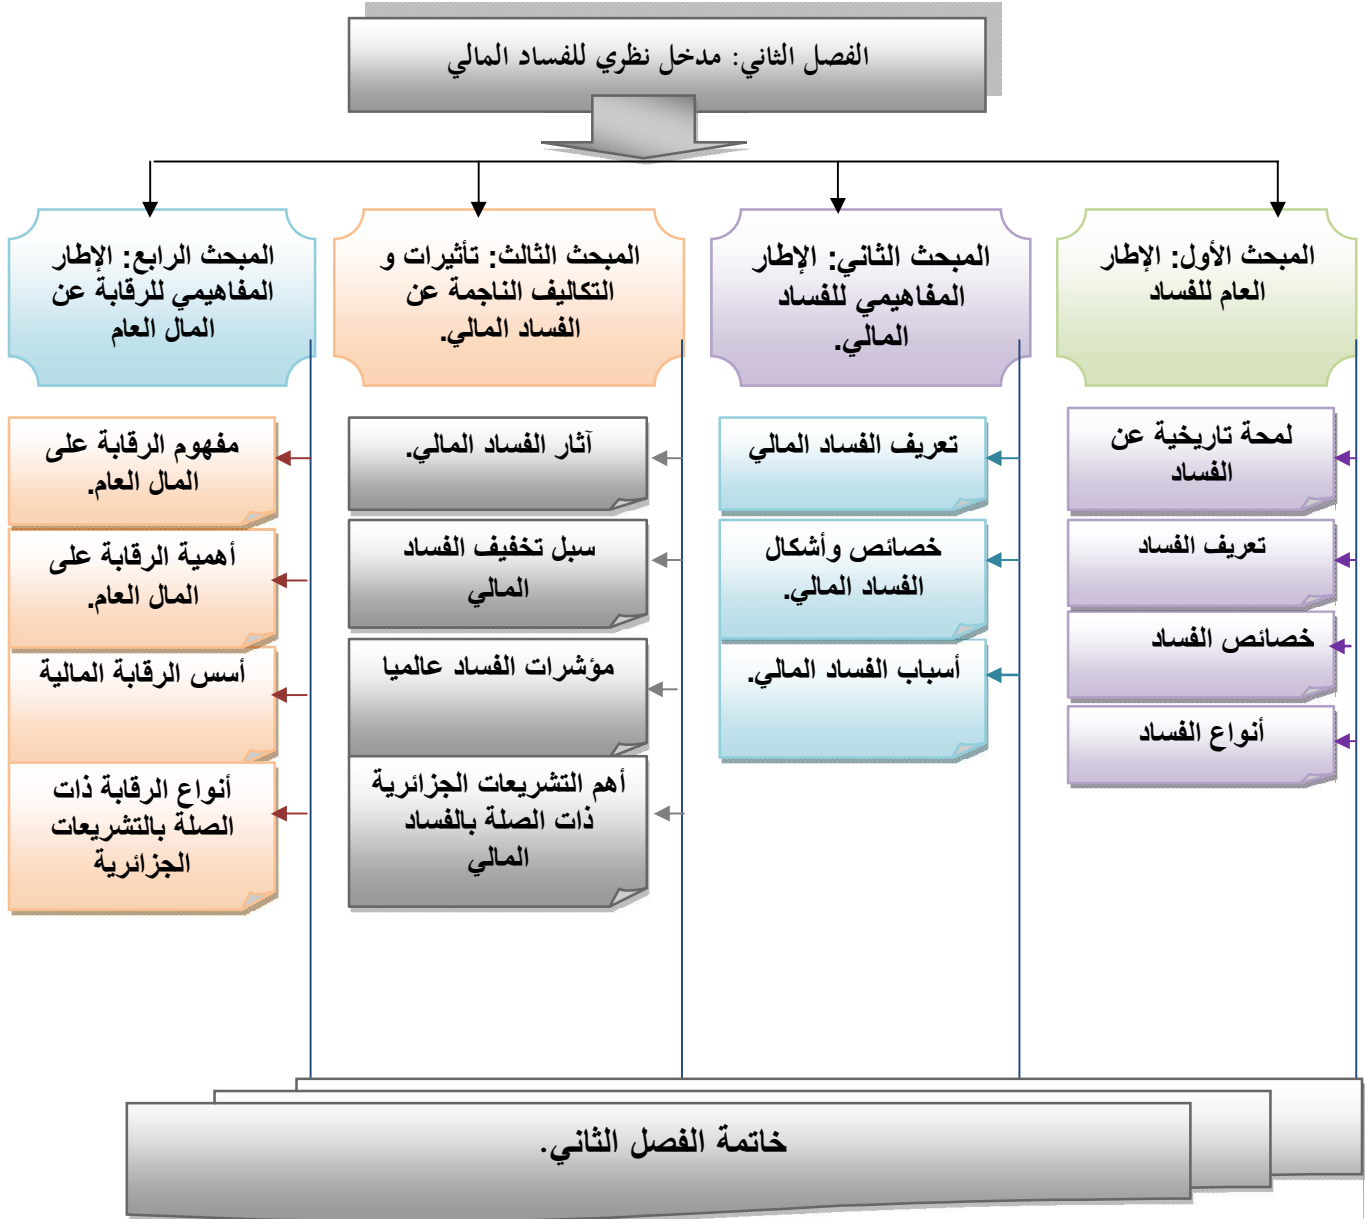 الفصل الثاني: مدخل نظري للفساد المالي
المبحث الأول: الإطار
العام للفساد
لمحة تاريخية عن
الفساد
تعريف الفساد
خصائص الفساد
أنواع الفساد
المبحث الثاني: الإطار
المفاهيمي للفساد
المالي.
تعريف الفساد المالي
خصائص وأشكال
الفساد المالي.
أسباب الفساد المالي.
المبحث الثالث: تأثيرات و
التكاليف الناجمة عن
الفساد المالي.
آثار الفساد المالي.
سبل تخفيف الفساد
المالي
مؤشرات الفساد عالميا
أهم التشريعات الجزائرية
ذات الصلة بالفساد
المالي
المبحث الرابع: الإطار
المفاهيمي للرقابة عن
المال العام
مفهوم الرقابة على
المال العام.
أهمية الرقابة على
المال العام.
أسس الرقابة المالية
أنواع الرقابة ذات
الصلة بالتشريعات
الجزائرية
خاتمة الفصل الثاني.